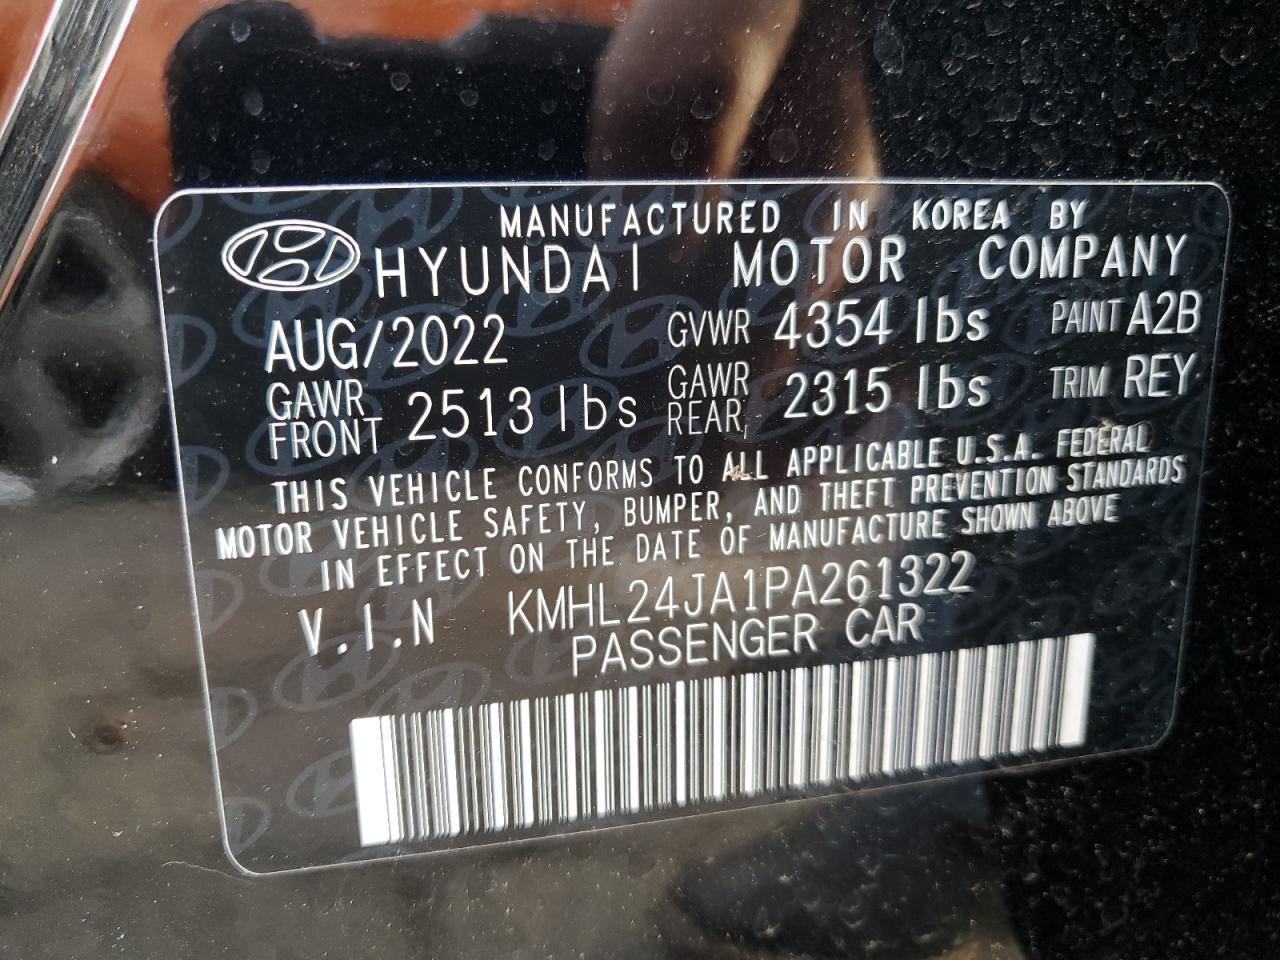 MANUFACTURED IN KOREA BY
HYUNDAI MOTOR COMPANY
AUG/2022 GVWR 4354 lbs PAINT A2B
GAWR FRONT 2513 lbs GAWR REAR 2315 lbs TRIM REY
THIS VEHICLE CONFORMS TO ALL APPLICABLE U.S.A. FEDERAL
MOTOR VEHICLE SAFETY, BUMPER, AND THEFT PREVENTION STANDARDS
IN EFFECT ON THE DATE OF MANUFACTURE SHOWN ABOVE
V.I.N KMHL24JA1PA261322
PASSENGER CAR